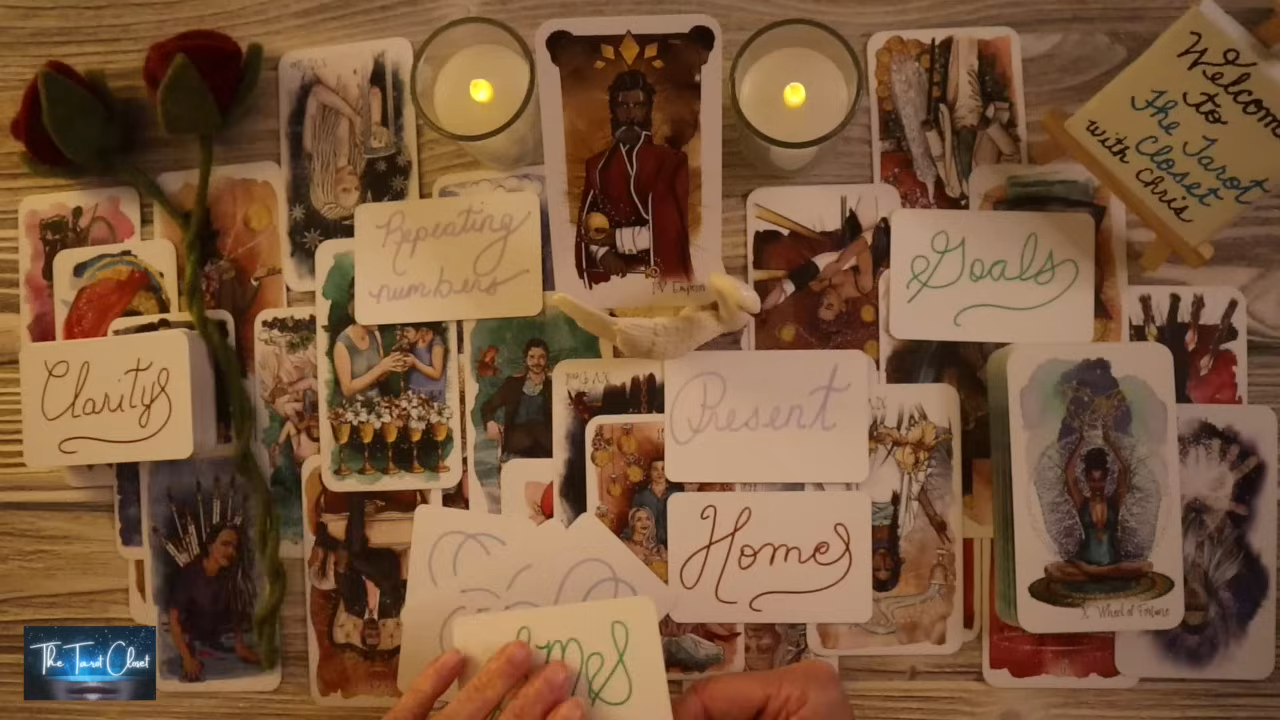 Welcome
to
The Tarot
Closet
with Chris
IV Emperor
Repeating
numbers
Goals
Clarity
Present
Home
X Wheel of Fortune
The Tarot Closet